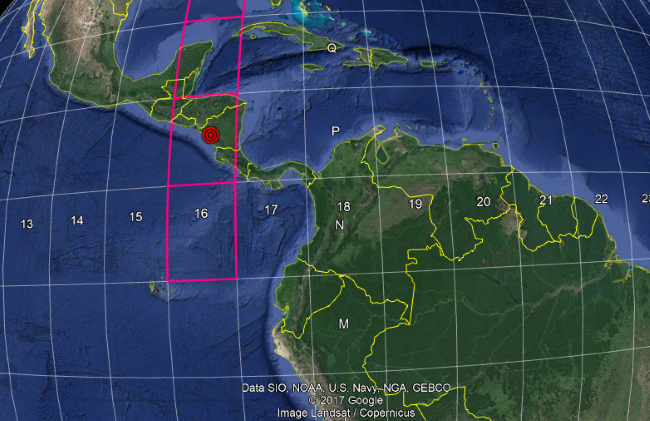 Q
P
13 14 15 16 17 18 19 20 21 22 23
N
M
Data SIO, NOAA, U.S. Navy, NGA, GEBCO
© 2017 Google
Image Landsat / Copernicus